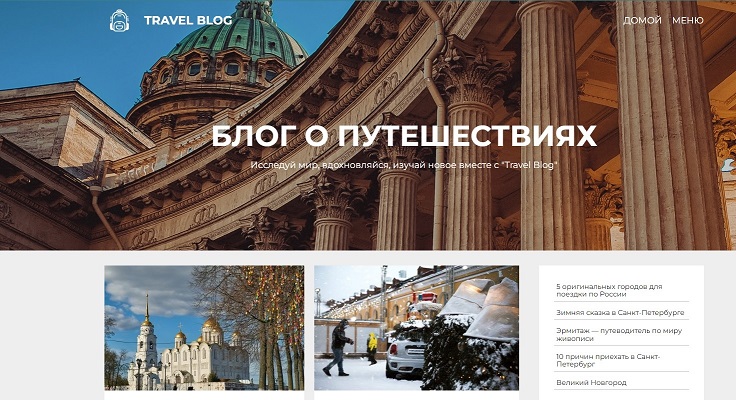 TRAVEL BLOG
ДОМОЙ МЕНЮ
БЛОГ О ПУТЕШЕСТВИЯХ
Исследуй мир, вдохновляйся, изучай новое вместе с "Travel Blog"
5 оригинальных городов для
поездки по России
Зимняя сказка в Санкт-Петербурге
Эрмитаж — путеводитель по миру
живописи
10 причин приехать в Санкт-
Петербург
Великий Новгород